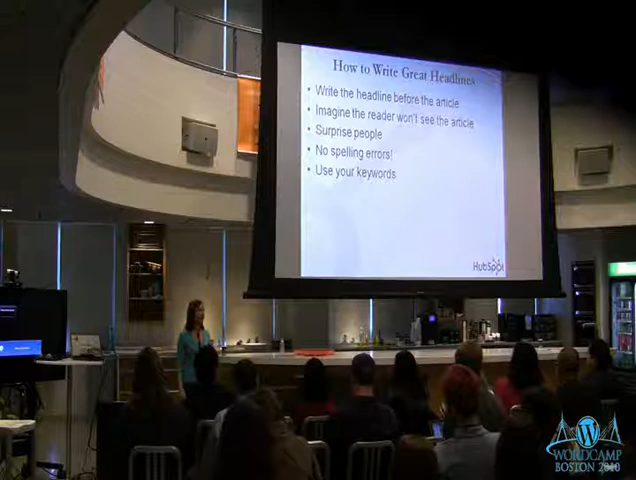 How to Write Great Headlines
• Write the headline before the article
• Imagine the reader won't see the article
• Surprise people
• No spelling errors!
• Use your keywords
HubSpot
WORDCAMP
BOSTON 2010